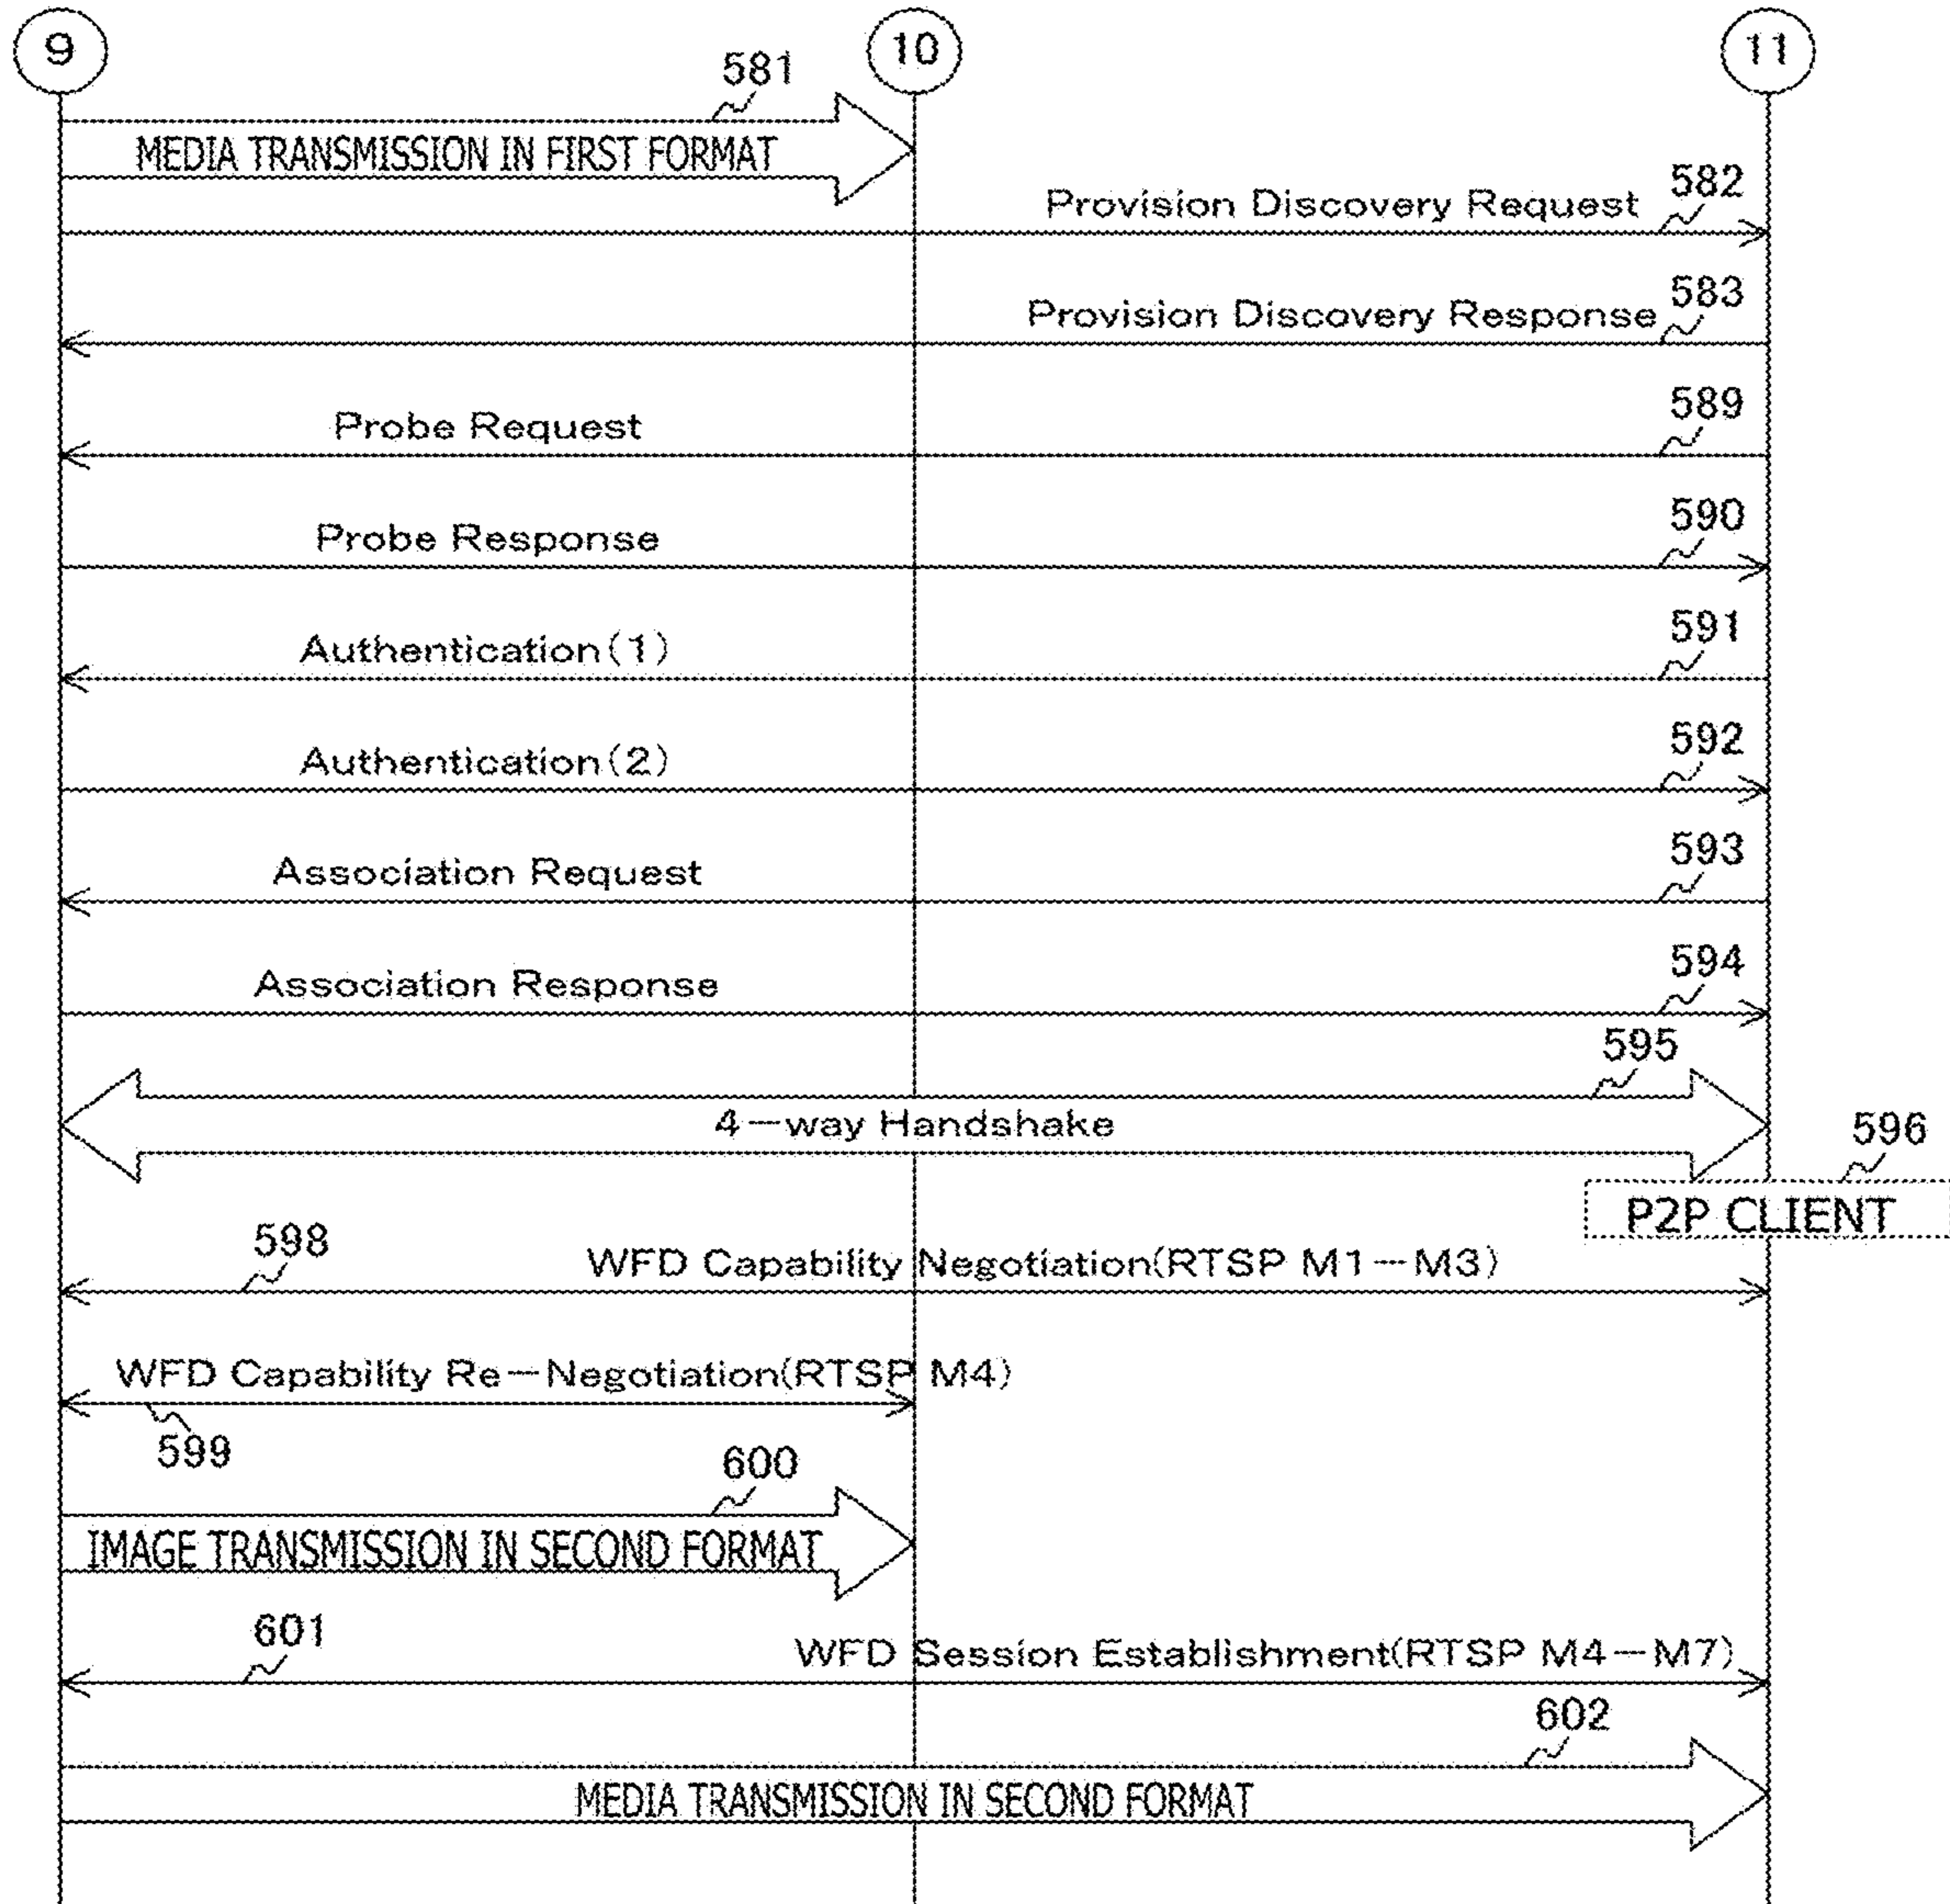 9
10
11
581
MEDIA TRANSMISSION IN FIRST FORMAT
582
Provision Discovery Request
583
Provision Discovery Response
589
Probe Request
590
Probe Response
591
Authentication(1)
592
Authentication(2)
593
Association Request
594
Association Response
595
4-way Handshake
596
P2P CLIENT
598
WFD Capability Negotiation(RTSP M1-M3)
WFD Capability Re-Negotiation(RTSP M4)
599
600
IMAGE TRANSMISSION IN SECOND FORMAT
601
WFD Session Establishment(RTSP M4-M7)
602
MEDIA TRANSMISSION IN SECOND FORMAT